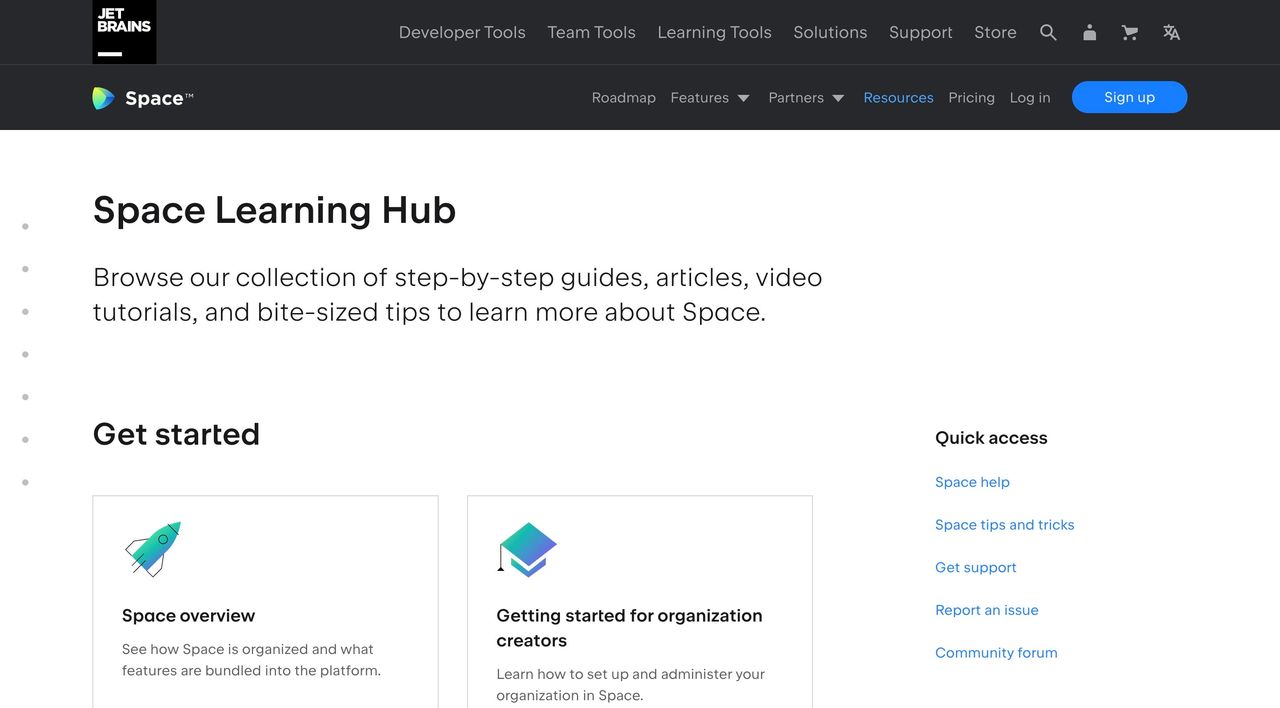 JET
BRAINS
Developer Tools Team Tools Learning Tools Solutions Support Store
Space™
Roadmap Features Partners Resources Pricing Log in Sign up
Space Learning Hub
Browse our collection of step-by-step guides, articles, video
tutorials, and bite-sized tips to learn more about Space.
Get started
Space overview
See how Space is organized and what
features are bundled into the platform.
Getting started for organization
creators
Learn how to set up and administer your
organization in Space.
Quick access
Space help
Space tips and tricks
Get support
Report an issue
Community forum